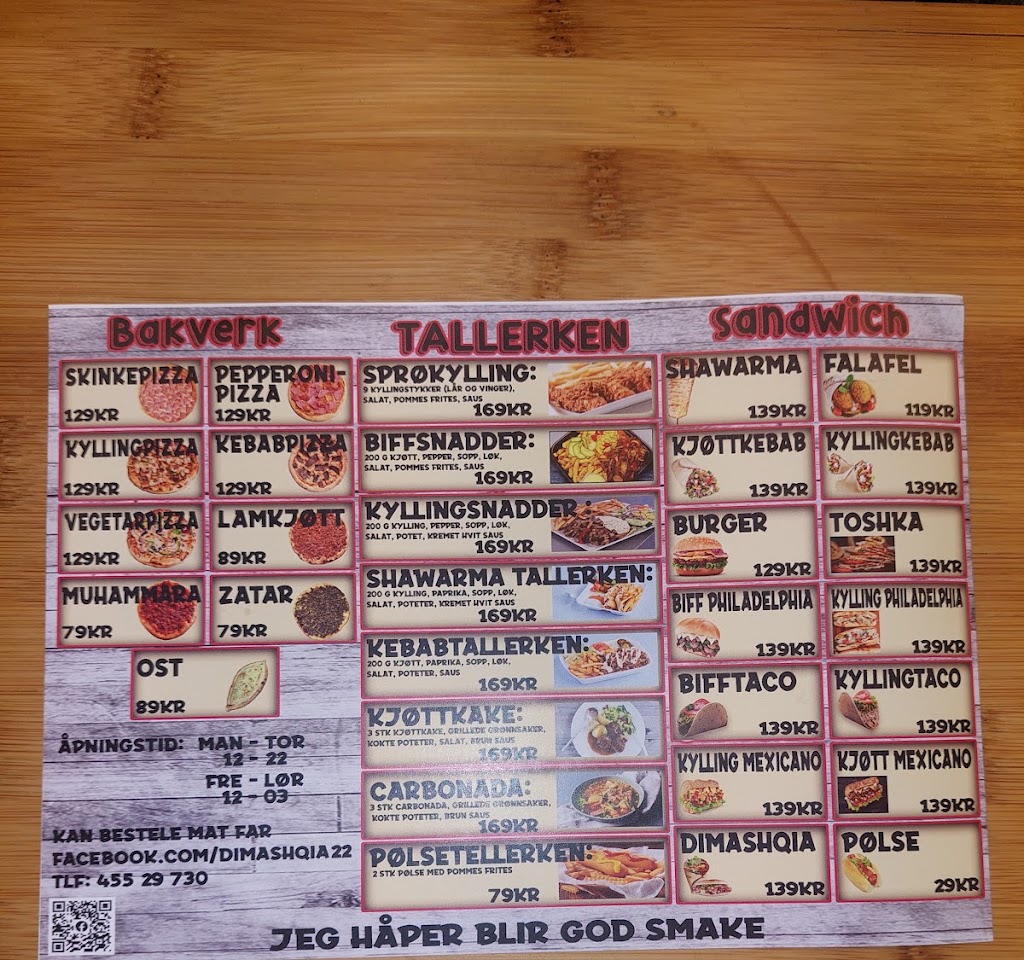 Bakverk
SKINKEPIZZA
129KR
PEPPERONI-
PIZZA
129KR
KYLLINGPIZZA
129KR
KEBABPIZZA
129KR
VEGETARPIZZA
129KR
LAMKJØTT
89KR
MUHAMMARA
79KR
ZATAR
79KR
OST
89KR
ÅPNINGSTID: MAN - TOR
12 - 22
FRE - LØR
12 - 03
KAN BESTELE MAT FAR
FACEBOOK.COM/DIMASHQIA22
TLF: 455 29 730
TALLERKEN
SPRØKYLLING:
9 KYLLINGSTYKKER (LÅR OG VINGER),
SALAT, POMMES FRITES, SAUS
169KR
BIFFSNADDER:
200 G KJØTT, PEPPER, SOPP, LØK,
SALAT, POMMES FRITES, SAUS
169KR
KYLLINGSNADDER:
200 G KYLLING, PEPPER, SOPP, LØK,
SALAT, POTET, KREMET HVIT SAUS
169KR
SHAWARMA TALLERKEN:
200 G KYLLING, PAPRIKA, SOPP, LØK,
SALAT, POTETER, KREMET HVIT SAUS
169KR
KEBABTALLERKEN:
200 G KJØTT, PAPRIKA, SOPP, LØK,
SALAT, POTETER, SAUS
169KR
KJØTTKAKE:
3 STK KJØTTKAKE, GRILLEDE GRØNNSAKER,
KOKTE POTETER, SALAT, BRUN SAUS
169KR
CARBONADA:
3 STK CARBONADA, GRILLEDE GRØNNSAKER,
KOKTE POTETER, BRUN SAUS
169KR
PØLSETELLERKEN:
2 STK PØLSE MED POMMES FRITES
79KR
Sandwich
SHAWARMA
139KR
FALAFEL
119KR
KJØTTKEBAB
139KR
KYLLINGKEBAB
139KR
BURGER
129KR
TOSHKA
139KR
BIFF PHILADELPHIA
139KR
KYLLING PHILADELPHIA
139KR
BIFFTACO
139KR
KYLLINGTACO
139KR
KYLLING MEXICANO
139KR
KJØTT MEXICANO
139KR
DIMASHQIA
139KR
PØLSE
29KR
JEG HÅPER BLIR GOD SMAKE